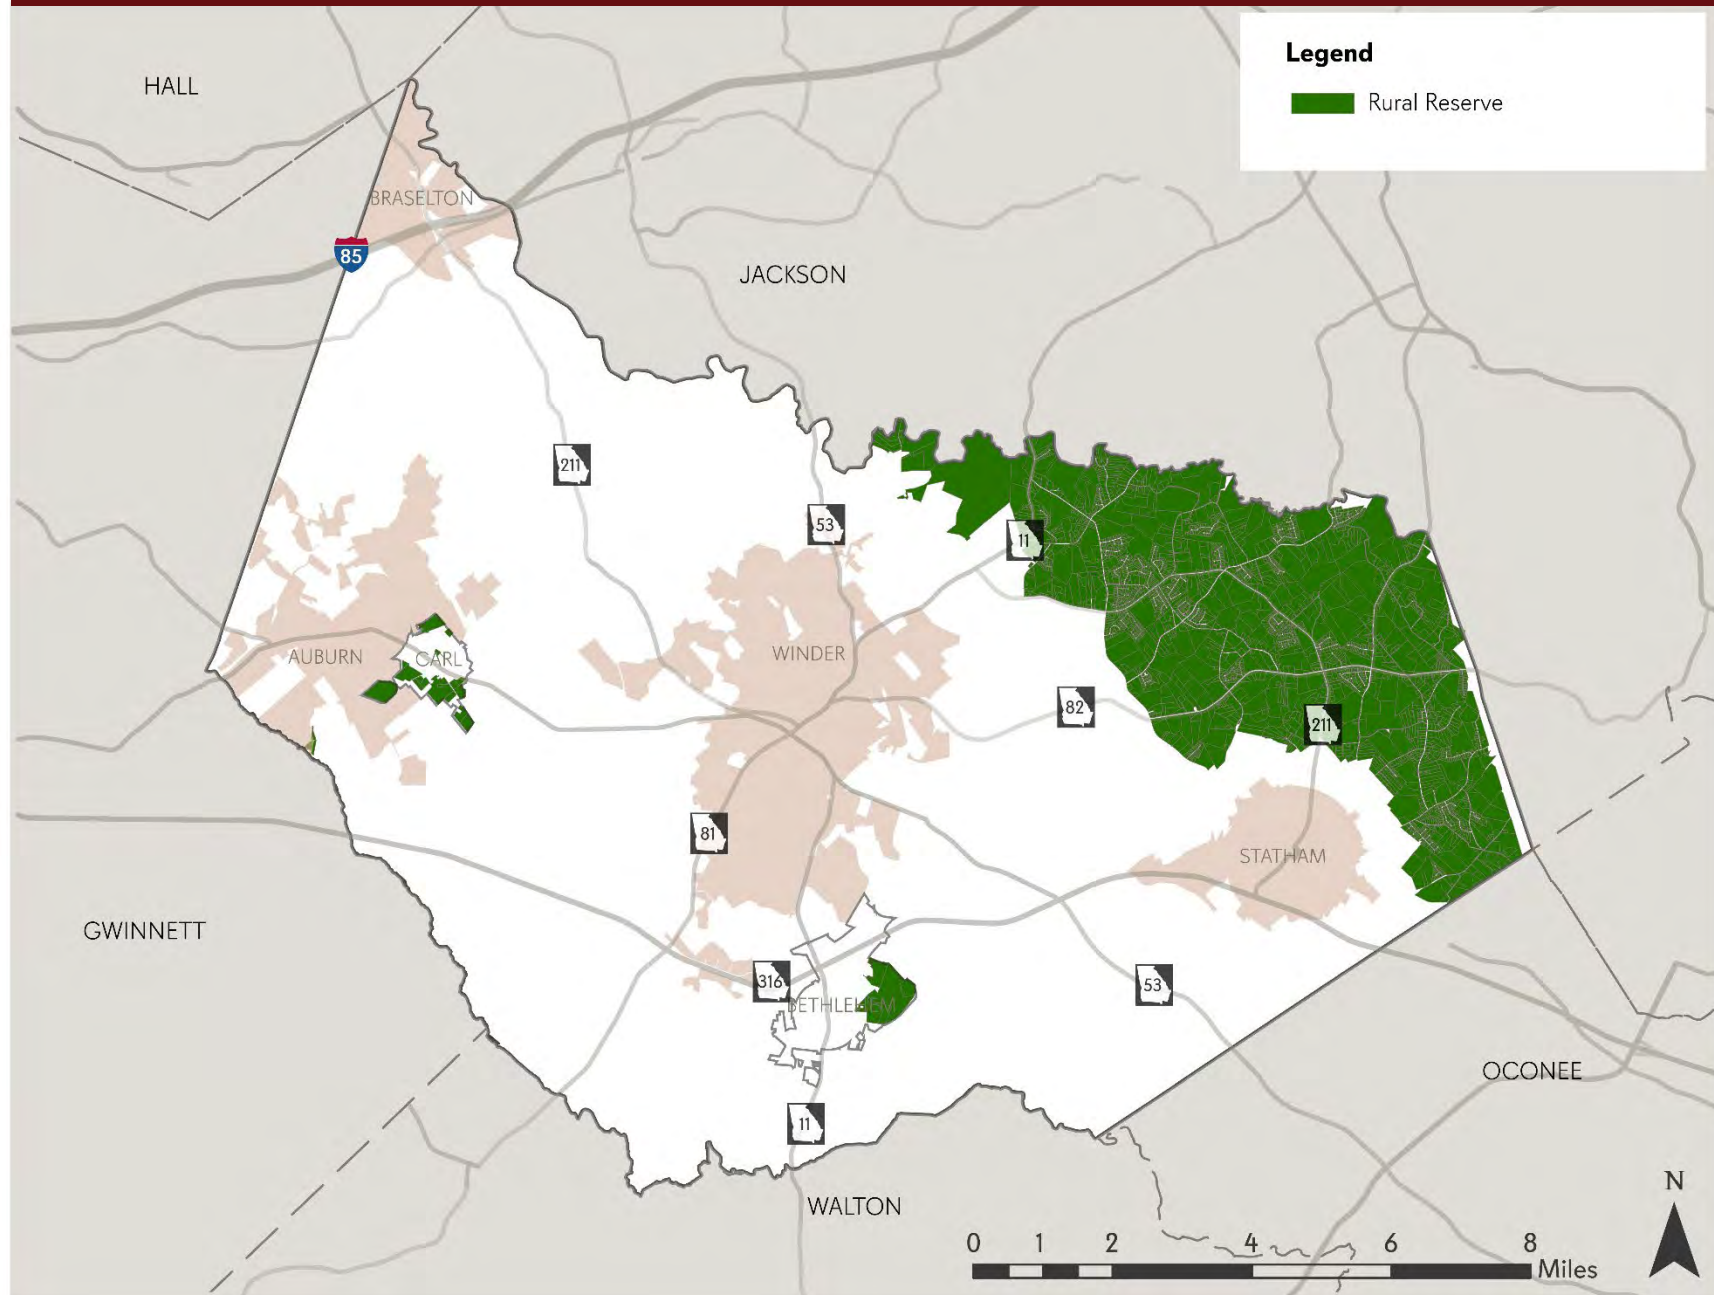 Legend
Rural Reserve
HALL
BRASELTON
85
JACKSON
211
53
11
AUBURN
CARL
WINDER
82
211
81
STATHAM
GWINNETT
316
BETHLEHEM
53
OCONEE
11
WALTON
N
0 1 2 4 6 8
Miles